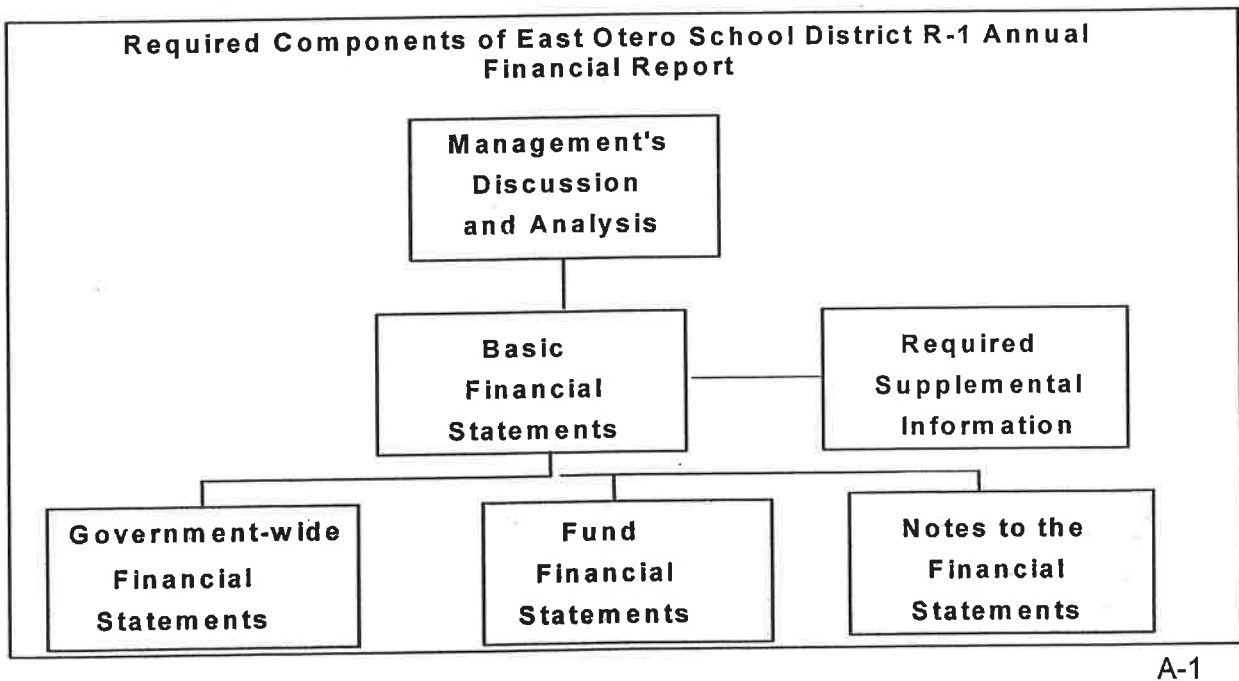 Required Components of East Otero School District R-1 Annual
Financial Report
Management's
Discussion
and Analysis
Basic
Financial
Statements
Required
Supplemental
Information
Government-wide
Financial
Statements
Fund
Financial
Statements
Notes to the
Financial
Statements
A-1